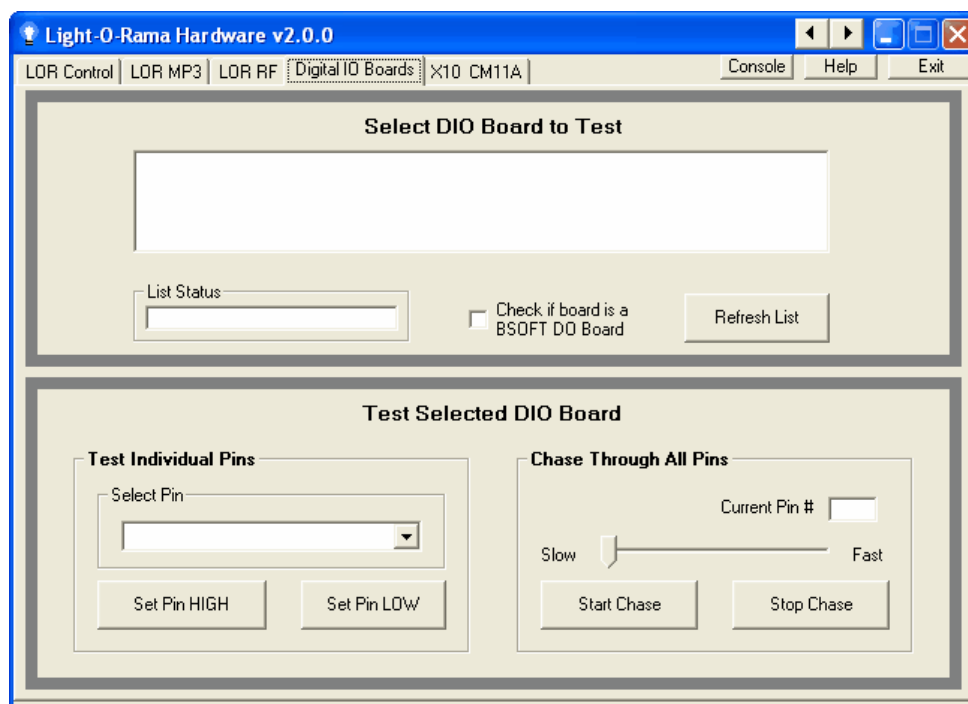 Light-O-Rama Hardware v2.0.0
LOR Control LOR MP3 LOR RF Digital IO Boards X10 CM11A Console Help Exit
Select DIO Board to Test
List Status
Check if board is a
BSOFT DO Board
Refresh List
Test Selected DIO Board
Test Individual Pins
Select Pin
Set Pin HIGH Set Pin LOW
Chase Through All Pins
Current Pin #
Slow Fast
Start Chase Stop Chase